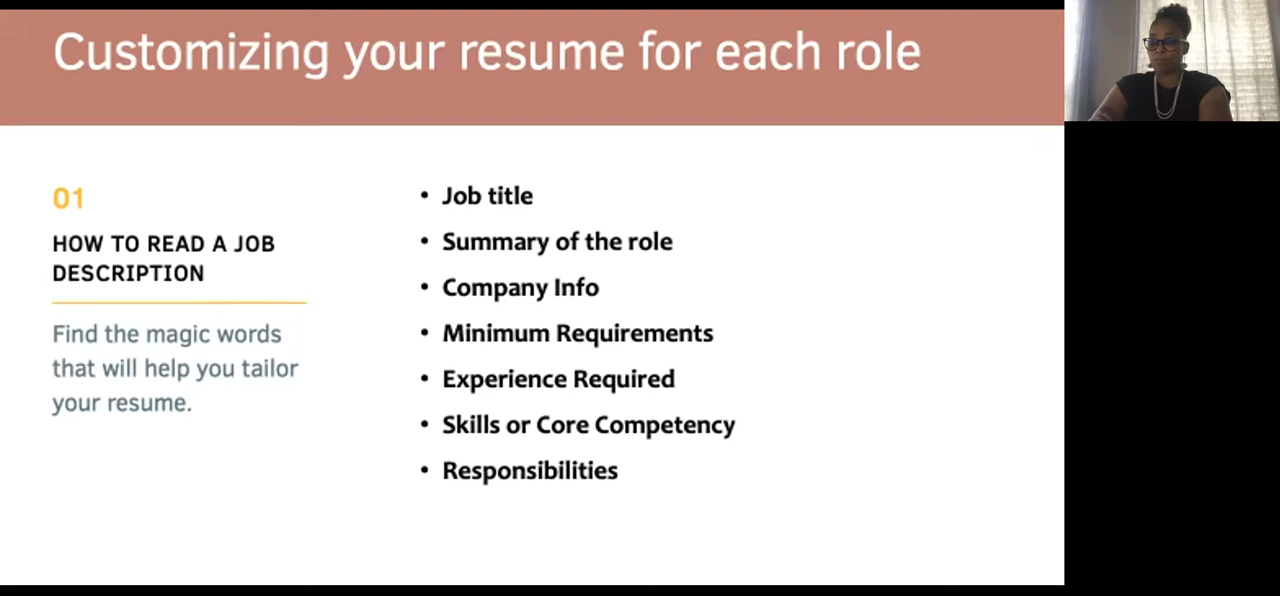 Customizing your resume for each role
01
HOW TO READ A JOB
DESCRIPTION
Find the magic words
that will help you tailor
your resume.
• Job title
• Summary of the role
• Company Info
• Minimum Requirements
• Experience Required
• Skills or Core Competency
• Responsibilities